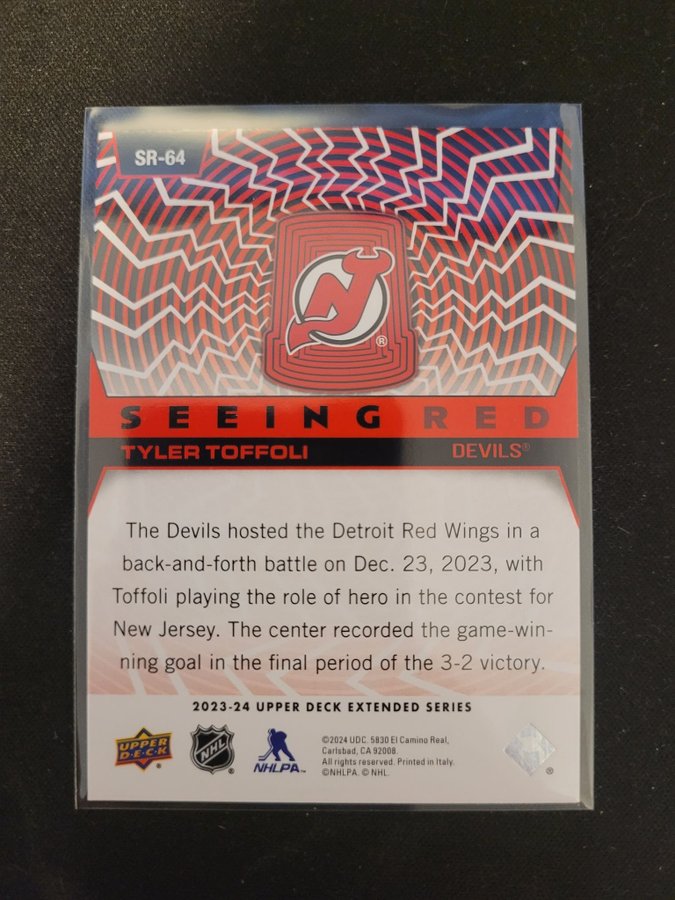 SR-64
NJ
®
SEEING RED
TYLER TOFFOLI DEVILS®
The Devils hosted the Detroit Red Wings in a
back-and-forth battle on Dec. 23, 2023, with
Toffoli playing the role of hero in the contest for
New Jersey. The center recorded the game-win-
ning goal in the final period of the 3-2 victory.
2023-24 UPPER DECK EXTENDED SERIES
UPPER DECK ® NHL ® NHLPA™
©2024 UDC. 5830 El Camino Real,
Carlsbad, CA 92008.
All rights reserved. Printed in Italy.
©NHLPA. © NHL.
®